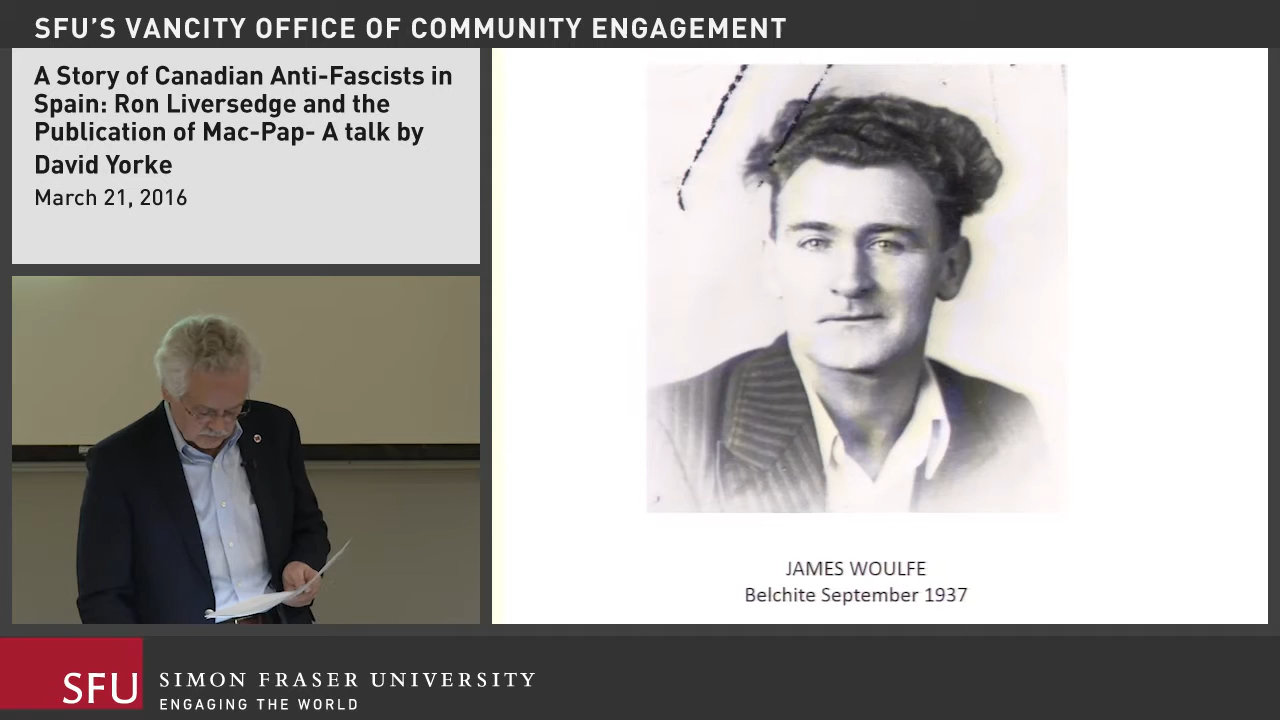 SFU'S VANCITY OFFICE OF COMMUNITY ENGAGEMENT
A Story of Canadian Anti-Fascists in
Spain: Ron Liversedge and the
Publication of Mac-Pap- A talk by
David Yorke
March 21, 2016
JAMES WOULFE
Belchite September 1937
SFU
SIMON FRASER UNIVERSITY
ENGAGING THE WORLD